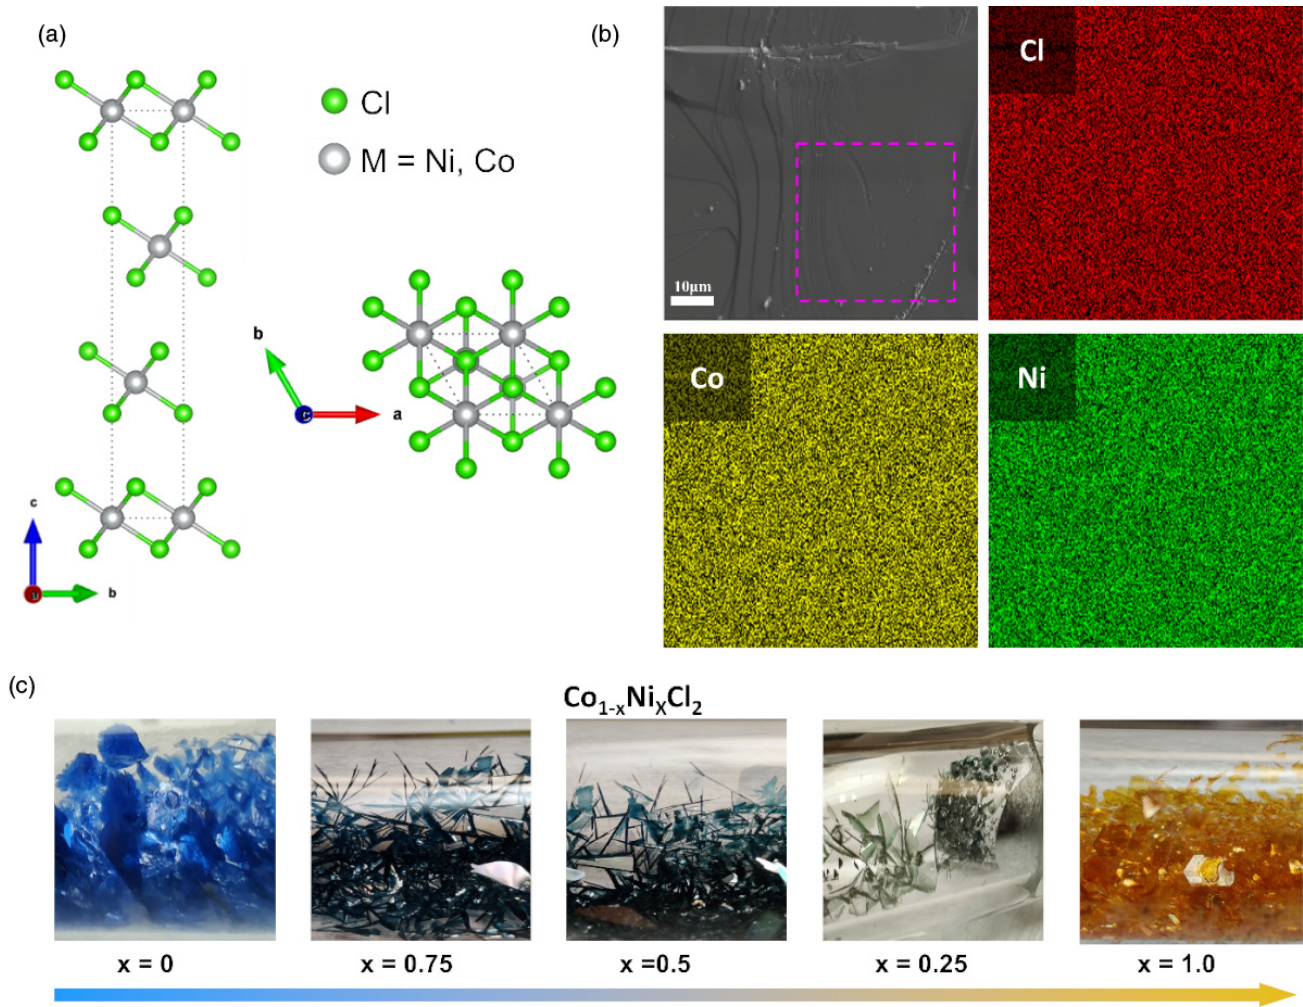 (a)
Cl
M = Ni, Co
c
b
b
a
c
(b)
10µm
Cl
Co
Ni
(c)
Co₁₋ₓNiₓCl₂
x = 0
x = 0.75
x =0.5
x = 0.25
x = 1.0